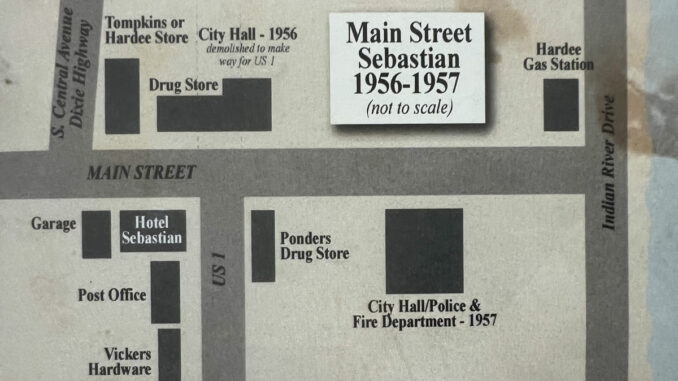 Tompkins or
Hardee Store
City Hall - 1956
demolished to make
way for US 1
Drug Store
S. Central Avenue
Dixie Highway
Main Street
Sebastian
1956-1957
(not to scale)
Hardee
Gas Station
MAIN STREET
Indian River Drive
Garage
Hotel
Sebastian
US 1
Ponders
Drug Store
Post Office
City Hall/Police &
Fire Department - 1957
Vickers
Hardware